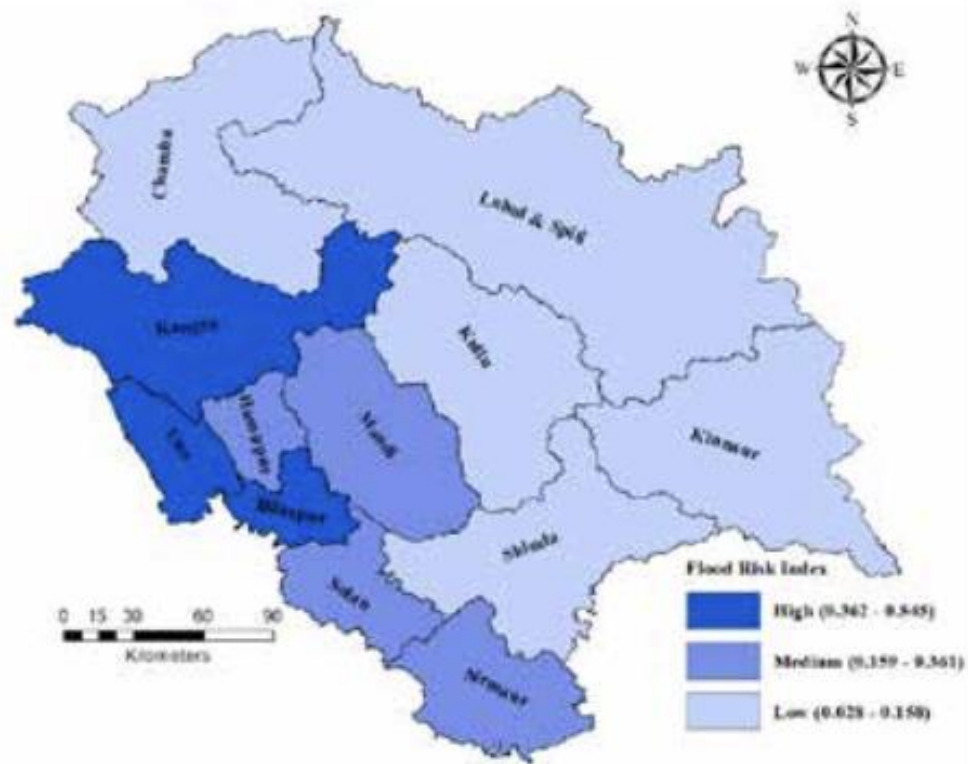 N
W E
S
Chamba
Lahul & Spiti
Kangra
Kullu
Hamirpur
Mandi
Una
Kinnaur
Bilaspur
Shimla
Solan
Sirmaur
Flood Risk Index
High (0.362 - 0.845)
Medium (0.159 - 0.361)
Low (0.028 - 0.158)
0 15 30 60 90
Kilometers